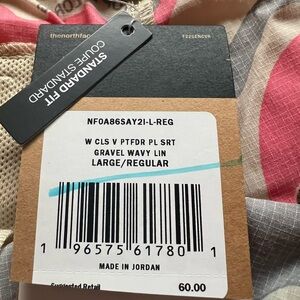 thenorthface
STANDARD FIT
COUPE STANDARD
NF0A86SAY2I-L-REG
W CLS V PTFDR PL SRT
GRAVEL WAVY LIN
LARGE/REGULAR
1 96575 61780 1
MADE IN JORDAN
Suggested Retail
60.00